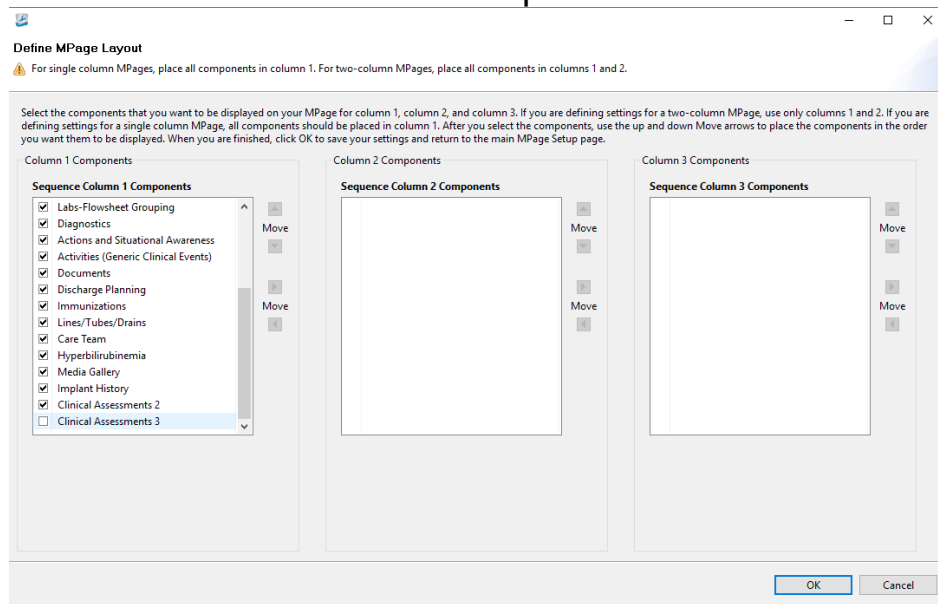 Define MPage Layout
For single column MPages, place all components in column 1. For two-column MPages, place all components in columns 1 and 2.
Select the components that you want to be displayed on your MPage for column 1, column 2, and column 3. If you are defining settings for a two-column MPage, use only columns 1 and 2. If you are
defining settings for a single column MPage, all components should be placed in column 1. After you select the components, use the up and down Move arrows to place the components in the order
you want them to be displayed. When you are finished, click OK to save your settings and return to the main MPage Setup page.
Column 1 Components
Sequence Column 1 Components
Labs-Flowsheet Grouping
Diagnostics
Actions and Situational Awareness
Activities (Generic Clinical Events)
Documents
Discharge Planning
Immunizations
Lines/Tubes/Drains
Care Team
Hyperbilirubinemia
Media Gallery
Implant History
Clinical Assessments 2
Clinical Assessments 3
Move
Move
Column 2 Components
Sequence Column 2 Components
Move
Move
Column 3 Components
Sequence Column 3 Components
Move
Move
OK
Cancel